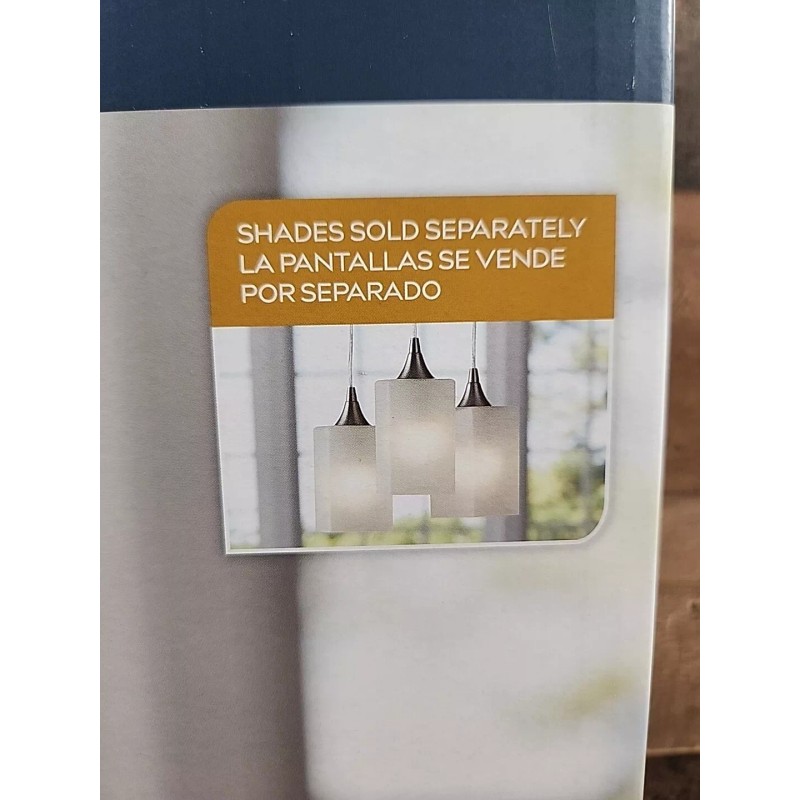 SHADES SOLD SEPARATELY
LA PANTALLAS SE VENDE
POR SEPARADO